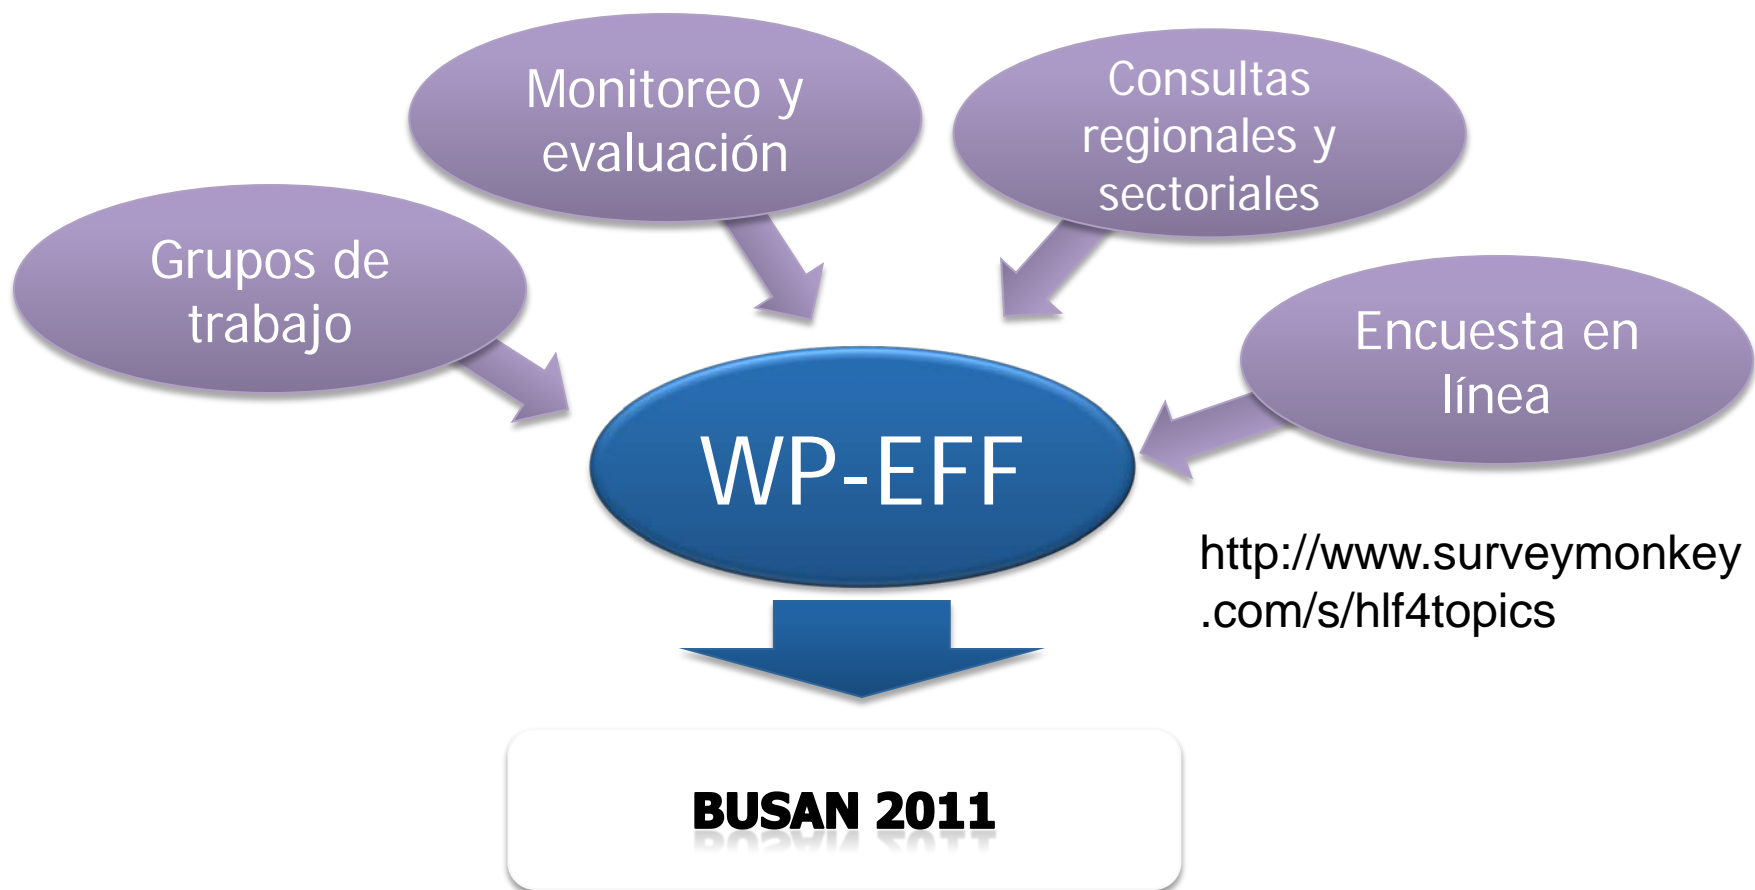 Monitoreo y
evaluación
Consultas
regionales y
sectoriales
Grupos de
trabajo
Encuesta en
línea
WP-EFF
http://www.surveymonkey
.com/s/hlf4topics
BUSAN 2011